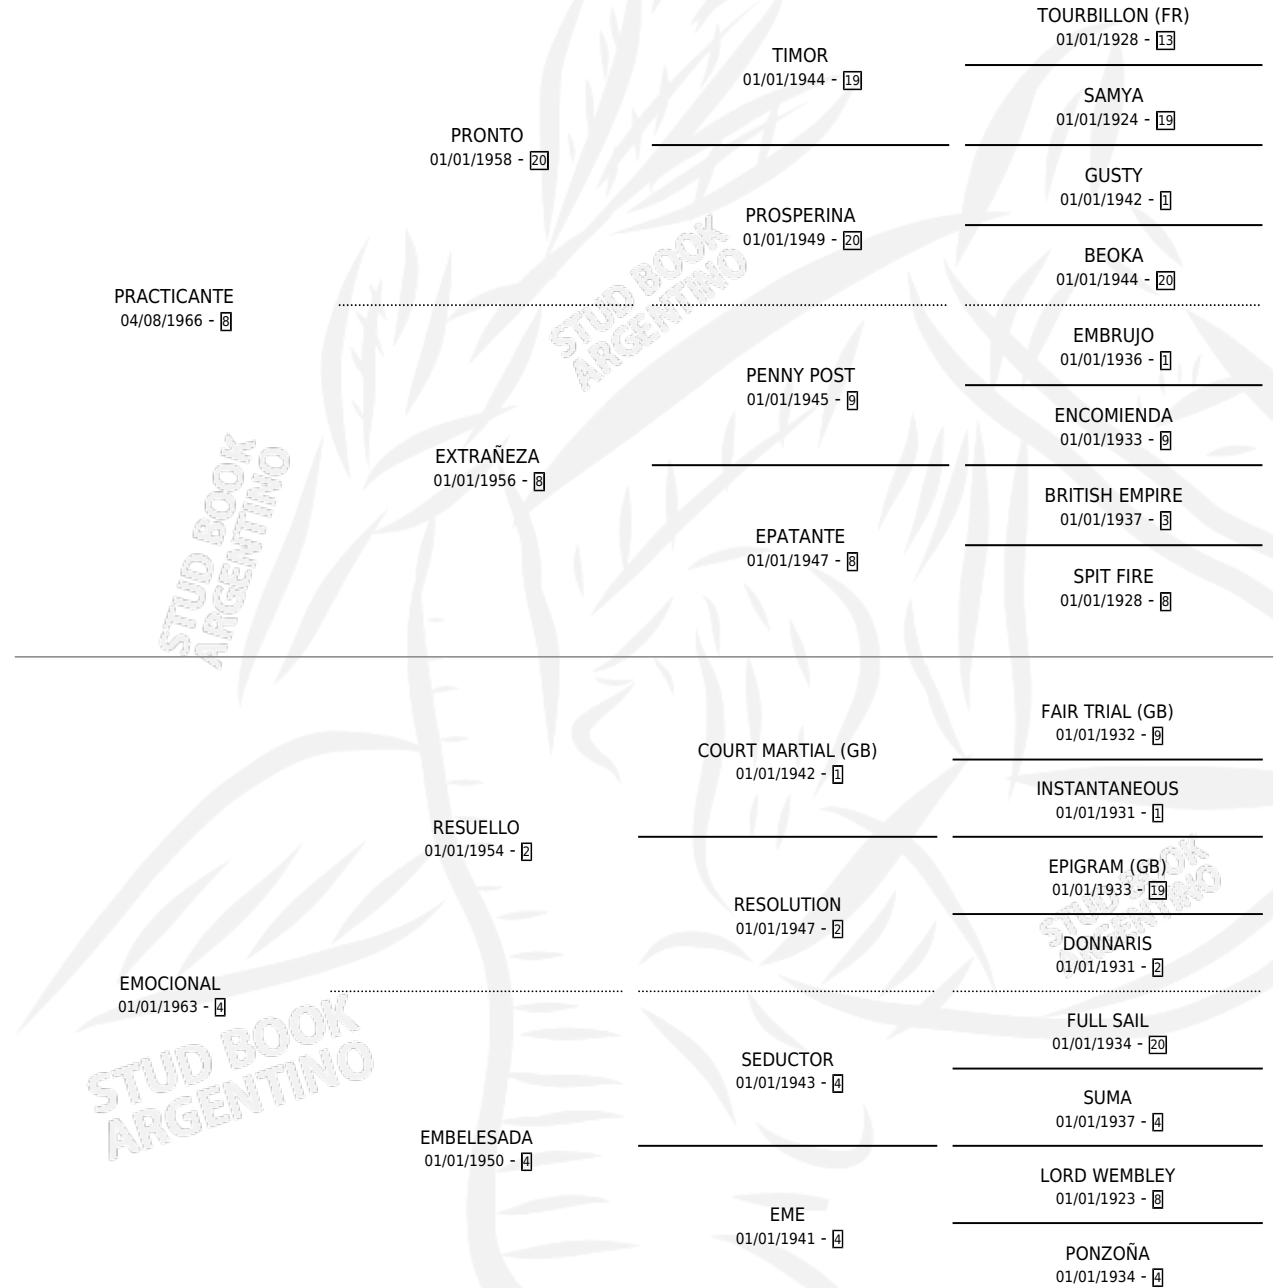 TOURBILLON (FR)
01/01/1928 - 13
TIMOR
01/01/1944 - 19
SAMYA
01/01/1924 - 19
PRONTO
01/01/1958 - 20
GUSTY
01/01/1942 - 1
PROSPERINA
01/01/1949 - 20
BEOKA
01/01/1944 - 20
PRACTICANTE
04/08/1966 - 8
STUD BOOK
ARGENTINO
EMBRUJO
01/01/1936 - 1
PENNY POST
01/01/1945 - 9
ENCOMIENDA
01/01/1933 - 9
EXTRAÑEZA
01/01/1956 - 8
BRITISH EMPIRE
01/01/1937 - 3
EPATANTE
01/01/1947 - 8
SPIT FIRE
01/01/1928 - 8
STUD BOOK
ARGENTINO
FAIR TRIAL (GB)
01/01/1932 - 9
COURT MARTIAL (GB)
01/01/1942 - 1
INSTANTANEOUS
01/01/1931 - 1
RESUELLO
01/01/1954 - 2
EPIGRAM (GB)
01/01/1933 - 19
RESOLUTION
01/01/1947 - 2
DONNARIS
01/01/1931 - 2
STUD BOOK
ARGENTINO
EMOCIONAL
01/01/1963 - 4
FULL SAIL
01/01/1934 - 20
SEDUCTOR
01/01/1943 - 4
SUMA
01/01/1937 - 4
STUD BOOK
ARGENTINO
EMBELESADA
01/01/1950 - 4
LORD WEMBLEY
01/01/1923 - 8
EME
01/01/1941 - 4
PONZOÑA
01/01/1934 - 4